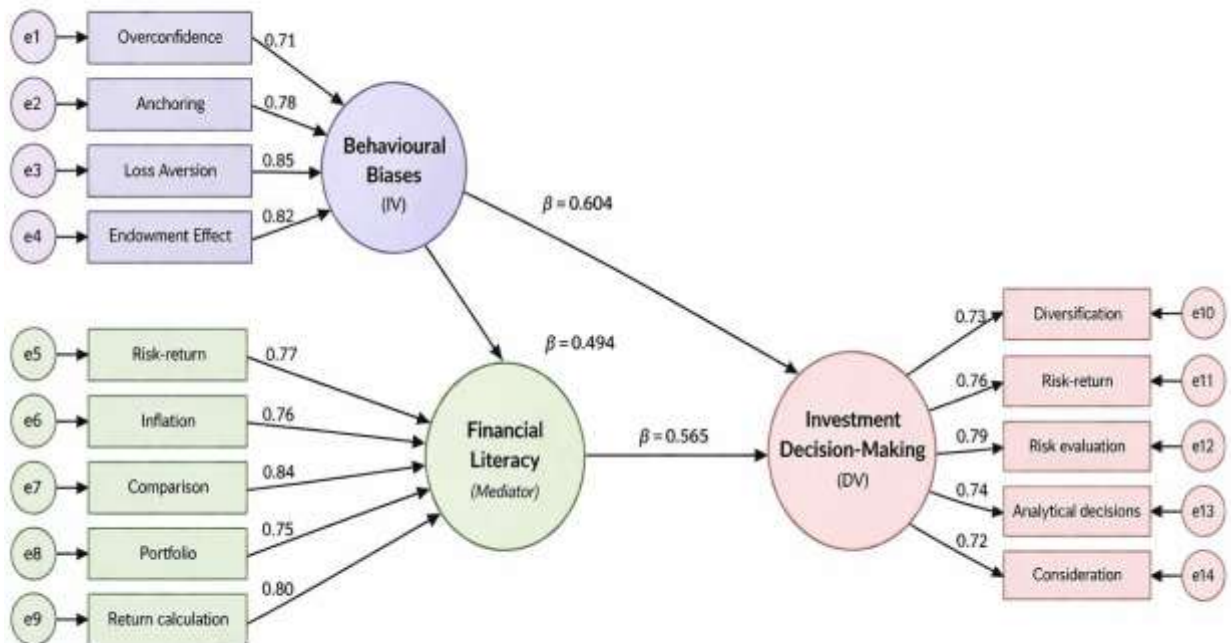 e1
Overconfidence
0.71
e2
Anchoring
0.78
e3
Loss Aversion
0.85
e4
Endowment Effect
0.82
Behavioural
Biases
(IV)
β = 0.604
β = 0.494
e5
Risk-return
0.77
e6
Inflation
0.76
e7
Comparison
0.84
e8
Portfolio
0.75
e9
Return calculation
0.80
Financial
Literacy
(Mediator)
β = 0.565
Investment
Decision-Making
(DV)
0.73
Diversification
e10
0.76
Risk-return
e11
0.79
Risk evaluation
e12
0.74
Analytical decisions
e13
0.72
Consideration
e14